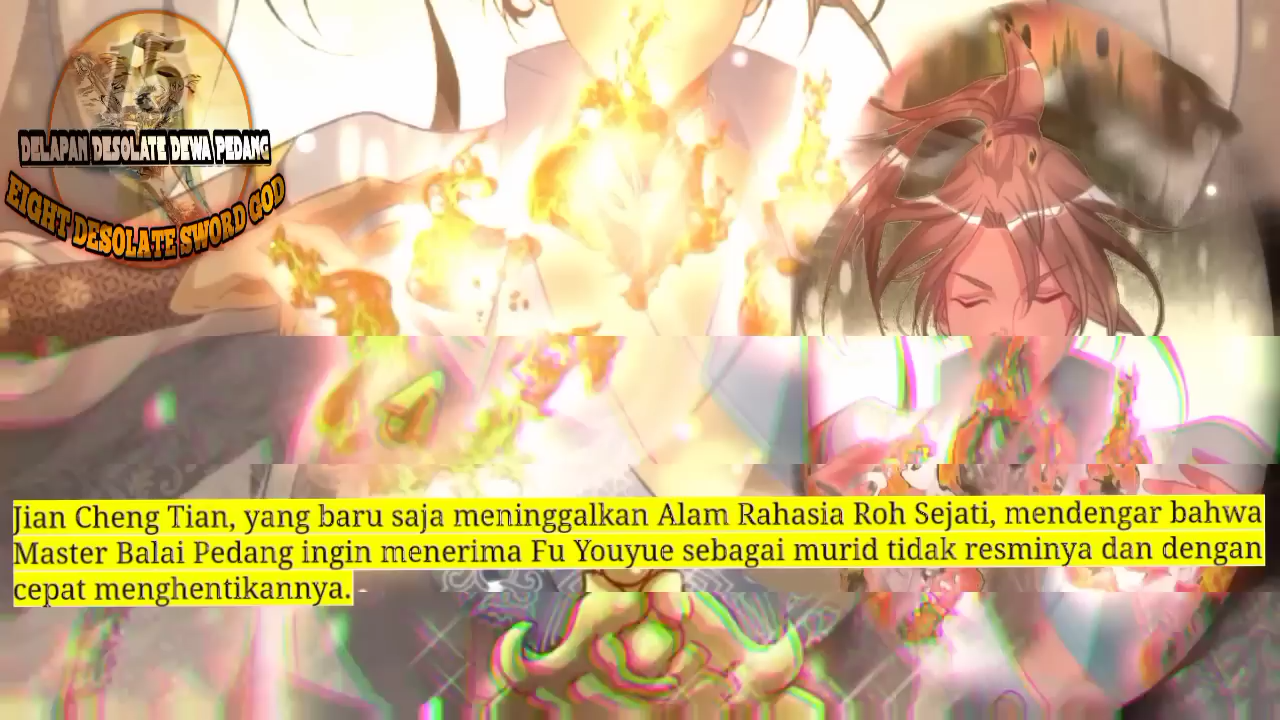 15
DELAPAN DESOLATE DEWA PEDANG
EIGHT DESOLATE SWORD GOD
Jian Cheng Tian, yang baru saja meninggalkan Alam Rahasia Roh Sejati, mendengar bahwa
Master Balai Pedang ingin menerima Fu Youyue sebagai murid tidak resminya dan dengan
cepat menghentikannya.